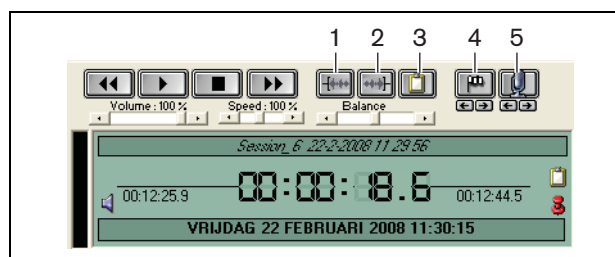 1 2 3 4 5
Volume : 100 % Speed : 100 % Balance
Session_6 22-2-2008 11:29:56
00:12:25.9 00:00:18.6 00:12:44.5
3
VRIJDAG 22 FEBRUARI 2008 11:30:15